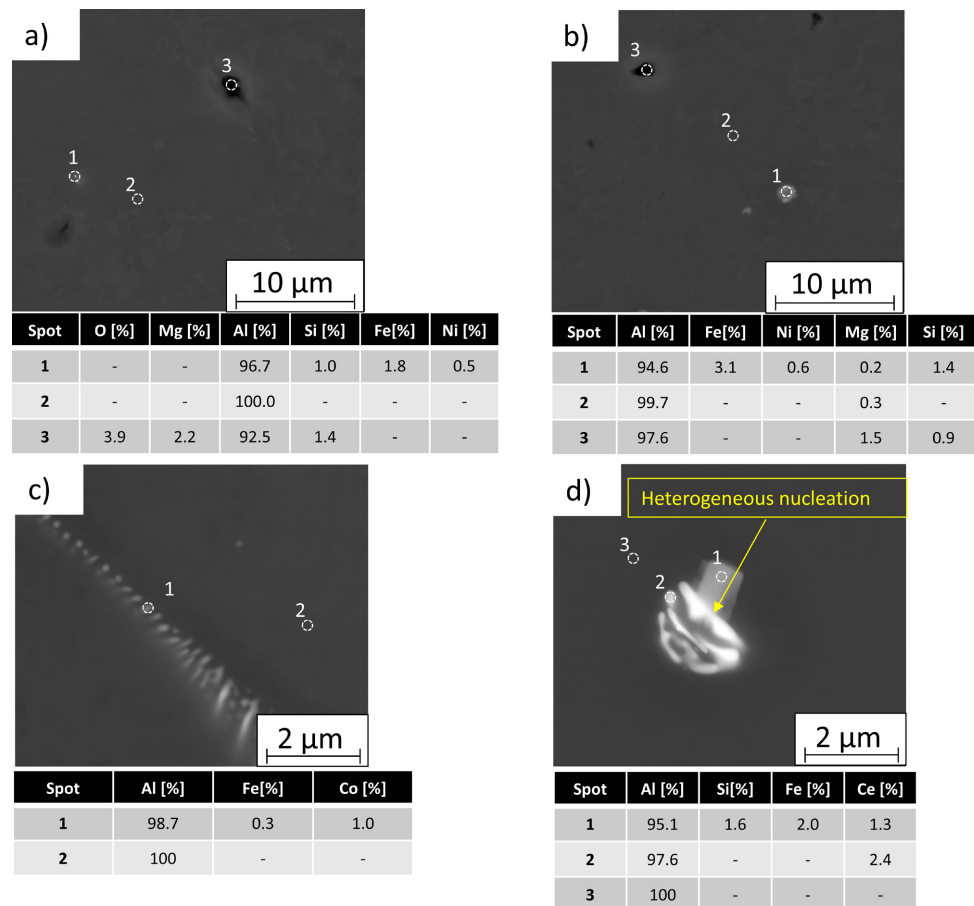 a)
3
1
2
10 μm
Spot O [%] Mg [%] Al [%] Si [%] Fe[%] Ni [%]
1 - - 96.7 1.0 1.8 0.5
2 - - 100.0
3 3.9 2.2 92.5 1.4 - -
b)
3
2
1
10 μm
Spot Al [%] Fe[%] Ni [%] Mg [%] Si [%]
1 94.6 3.1 0.6 0.2 1.4
2 99.7 - - 0.3 -
3 97.6 - - 1.5 0.9
c)
1
2
2 μm
Spot Al [%] Fe[%] Co [%]
1 98.7 0.3 1.0
2 100 - -
d)
Heterogeneous nucleation
3
1
2
2 μm
Spot Al [%] Si[%] Fe [%] Ce [%]
1 95.1 1.6 2.0 1.3
2 97.6 - - 2.4
3 100 - - -